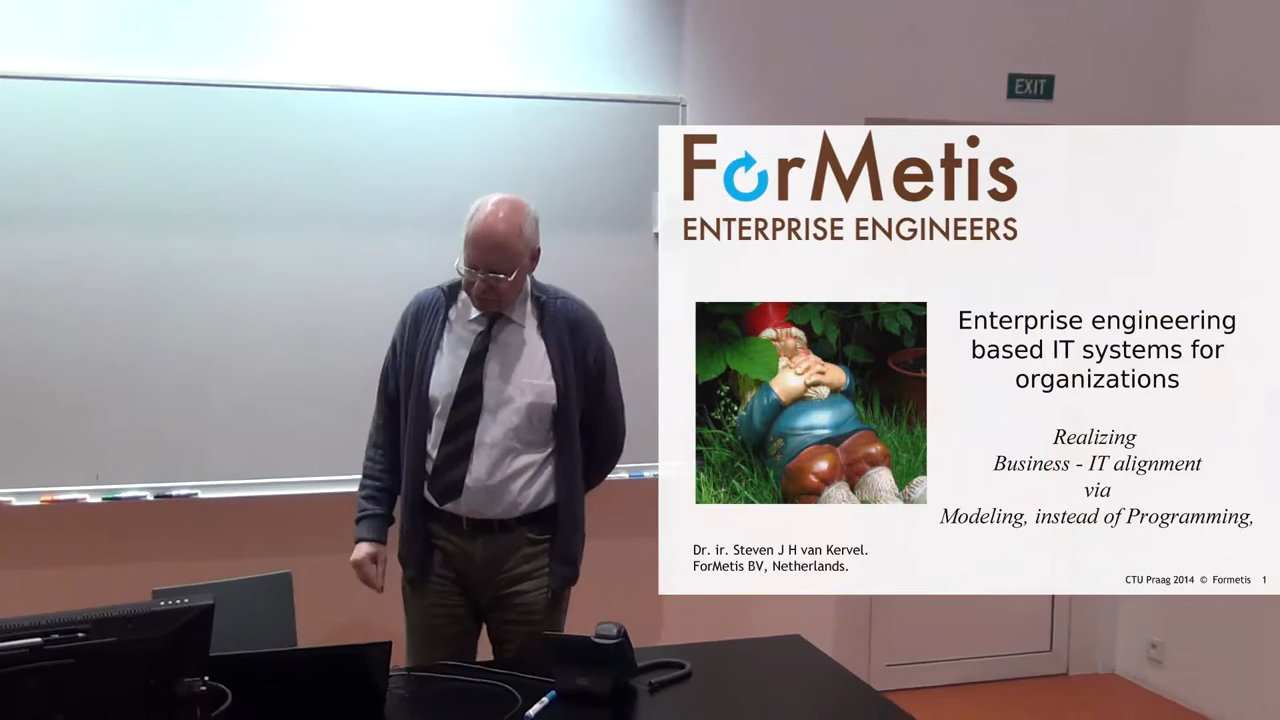 EXIT
ForMetis
ENTERPRISE ENGINEERS
Enterprise engineering
based IT systems for
organizations
Realizing
Business - IT alignment
via
Modeling, instead of Programming,
Dr. ir. Steven J H van Kervel.
ForMetis BV, Netherlands.
CTU Praag 2014 © Formetis 1